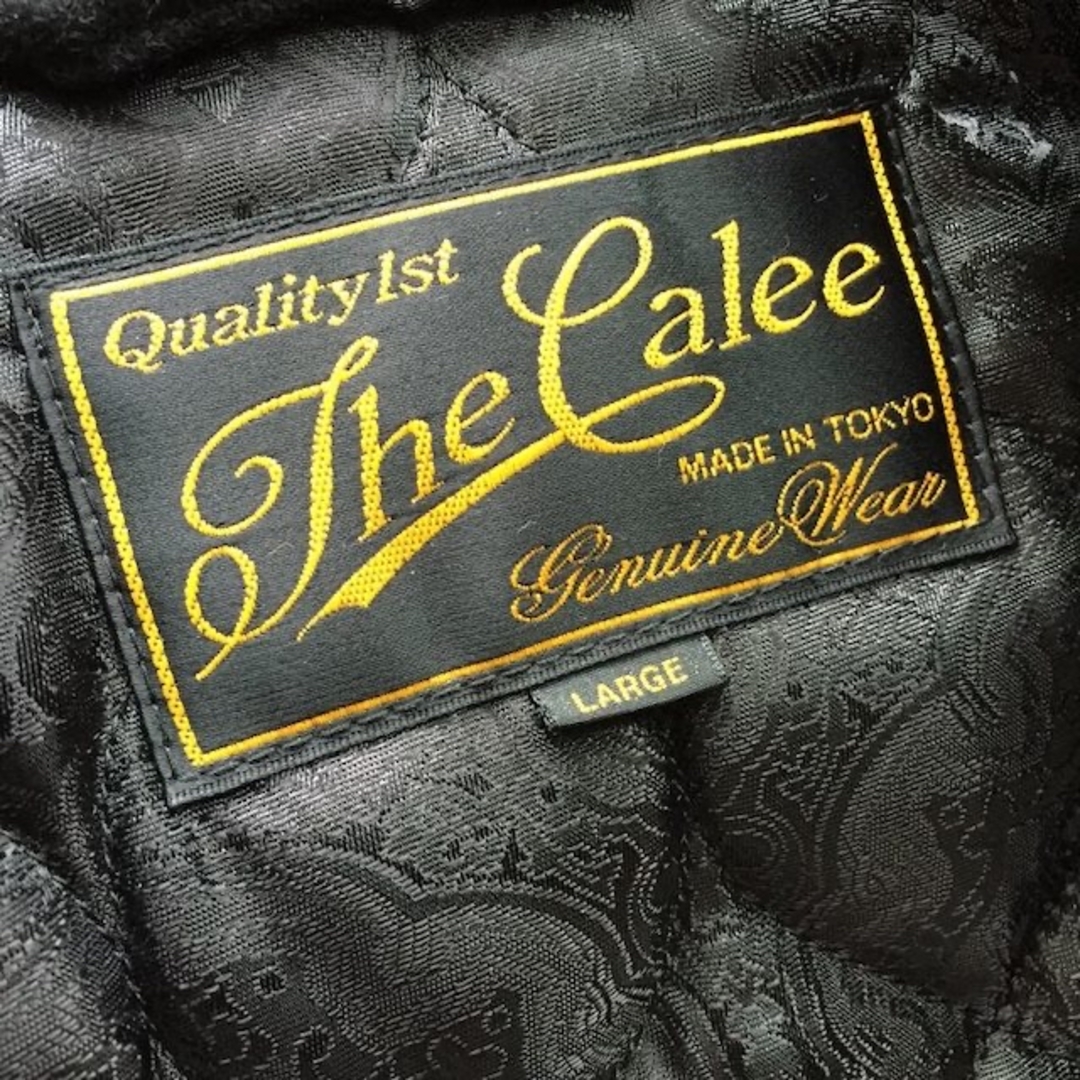 Quality 1st
The Calee
MADE IN TOKYO
Genuine Wear
LARGE